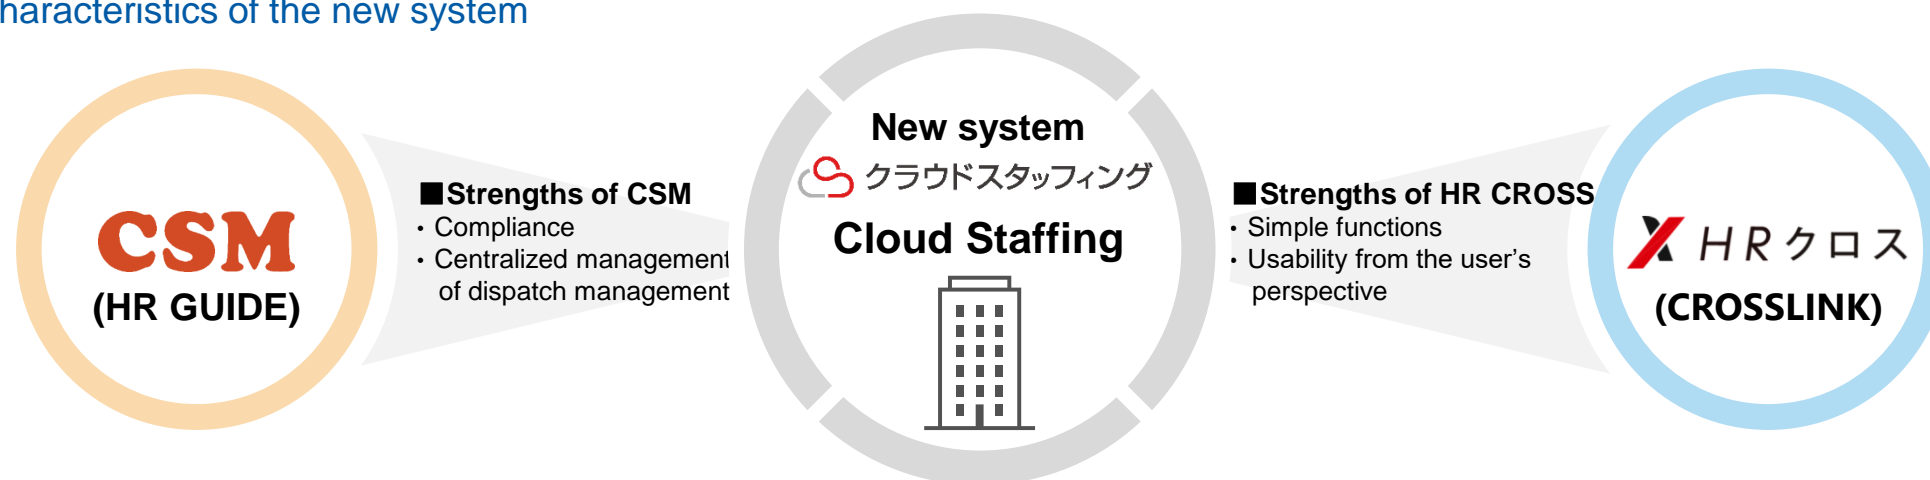 haracteristics of the new system
CSM
(HR GUIDE)
■Strengths of CSM
・Compliance
・Centralized management
of dispatch management
New system
クラウドスタッフィング
Cloud Staffing
■Strengths of HR CROSS
・Simple functions
・Usability from the user's
perspective
HRクロス
(CROSSLINK)